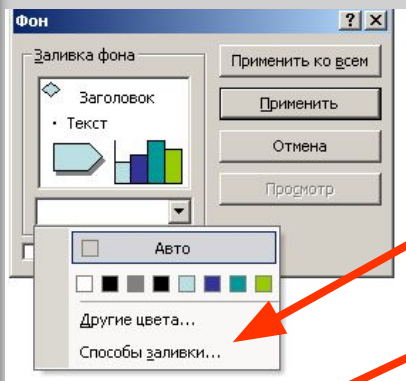 Фон
Заливка фона
Заголовок
• Текст
Применить ко всем
Применить
Отмена
Просмотр
Авто
Другие цвета...
Способы заливки...